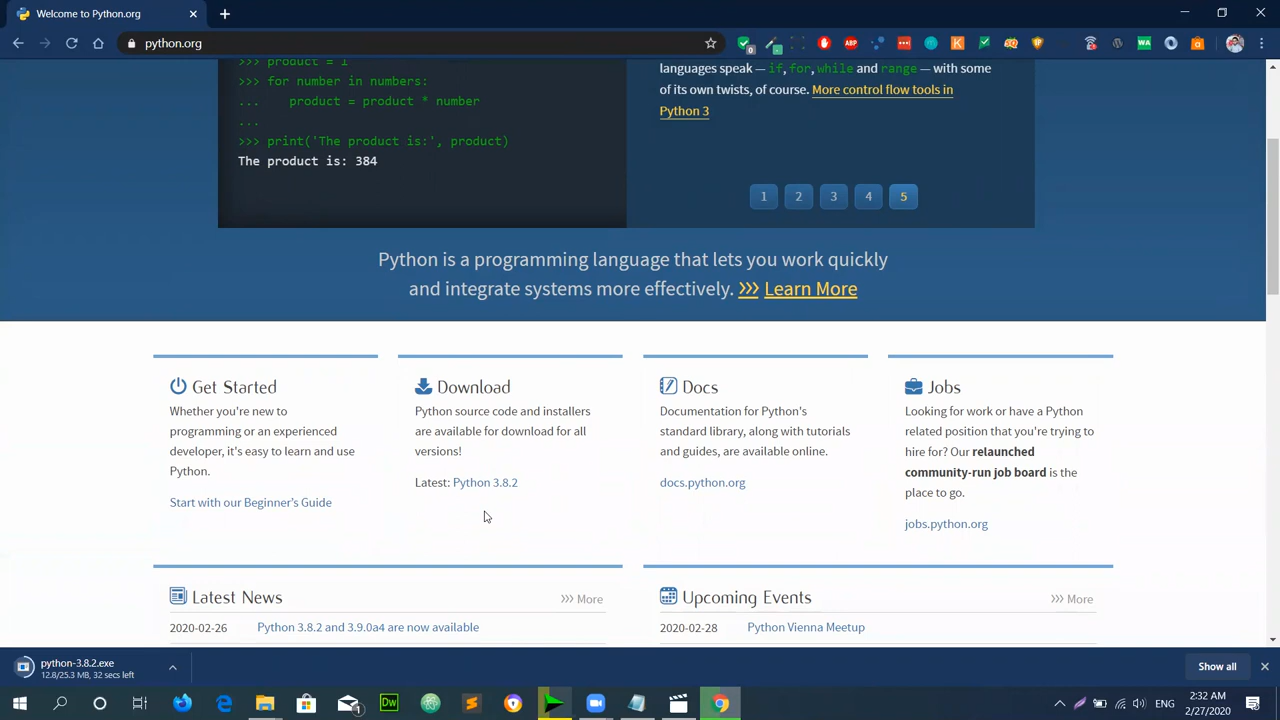 Welcome to Python.org
python.org
>>> product = 1
>>> for number in numbers:
... product = product * number
...
>>> print('The product is:', product)
The product is: 384
languages speak — if, for, while and range — with some
of its own twists, of course. More control flow tools in
Python 3
1 2 3 4 5
Python is a programming language that lets you work quickly
and integrate systems more effectively. >>> Learn More
Get Started
Whether you're new to
programming or an experienced
developer, it's easy to learn and use
Python.
Start with our Beginner's Guide
Download
Python source code and installers
are available for download for all
versions!
Latest: Python 3.8.2
Docs
Documentation for Python's
standard library, along with tutorials
and guides, are available online.
docs.python.org
Jobs
Looking for work or have a Python
related position that you're trying to
hire for? Our relaunched
community-run job board is the
place to go.
jobs.python.org
Latest News
>>> More
2020-02-26 Python 3.8.2 and 3.9.0a4 are now available
Upcoming Events
>>> More
2020-02-28 Python Vienna Meetup
python-3.8.2.exe
12.8/25.3 MB, 32 secs left
Show all
Dw
ENG
2:32 AM
2/27/2020